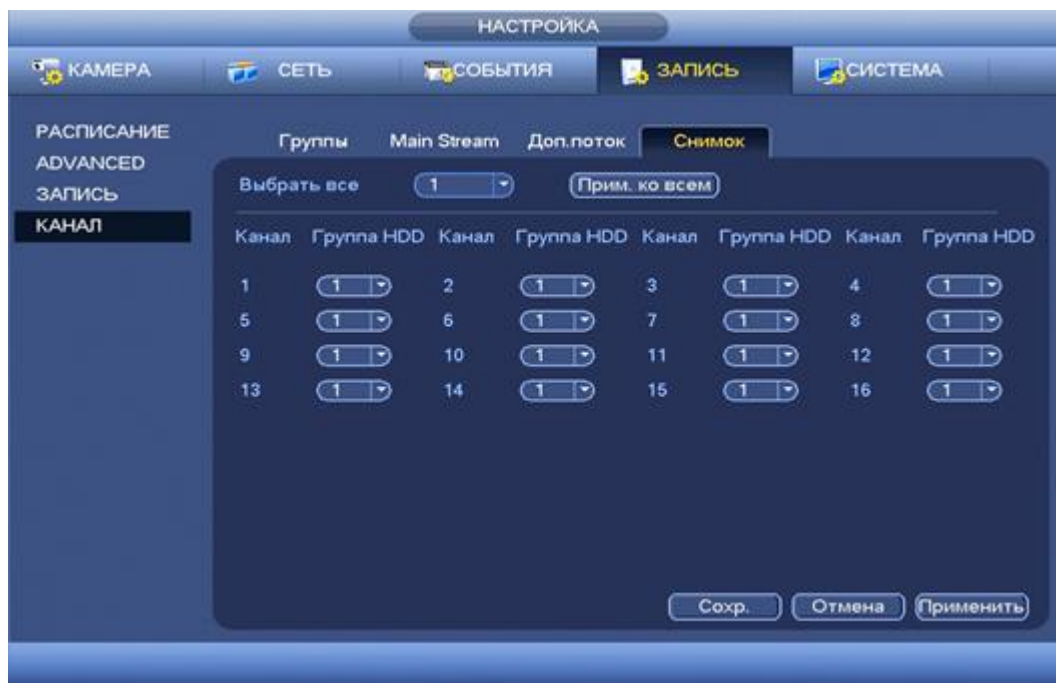 НАСТРОЙКА
КАМЕРА СЕТЬ СОБЫТИЯ ЗАПИСЬ СИСТЕМА
РАСПИСАНИЕ
ADVANCED
ЗАПИСЬ
КАНАЛ
Группы Main Stream Доп.поток Снимок
Выбрать все 1 Прим. ко всем
Канал Группа HDD Канал Группа HDD Канал Группа HDD Канал Группа HDD
1 1 2 1 3 1 4 1
5 1 6 1 7 1 8 1
9 1 10 1 11 1 12 1
13 1 14 1 15 1 16 1
Сохр. Отмена Применить